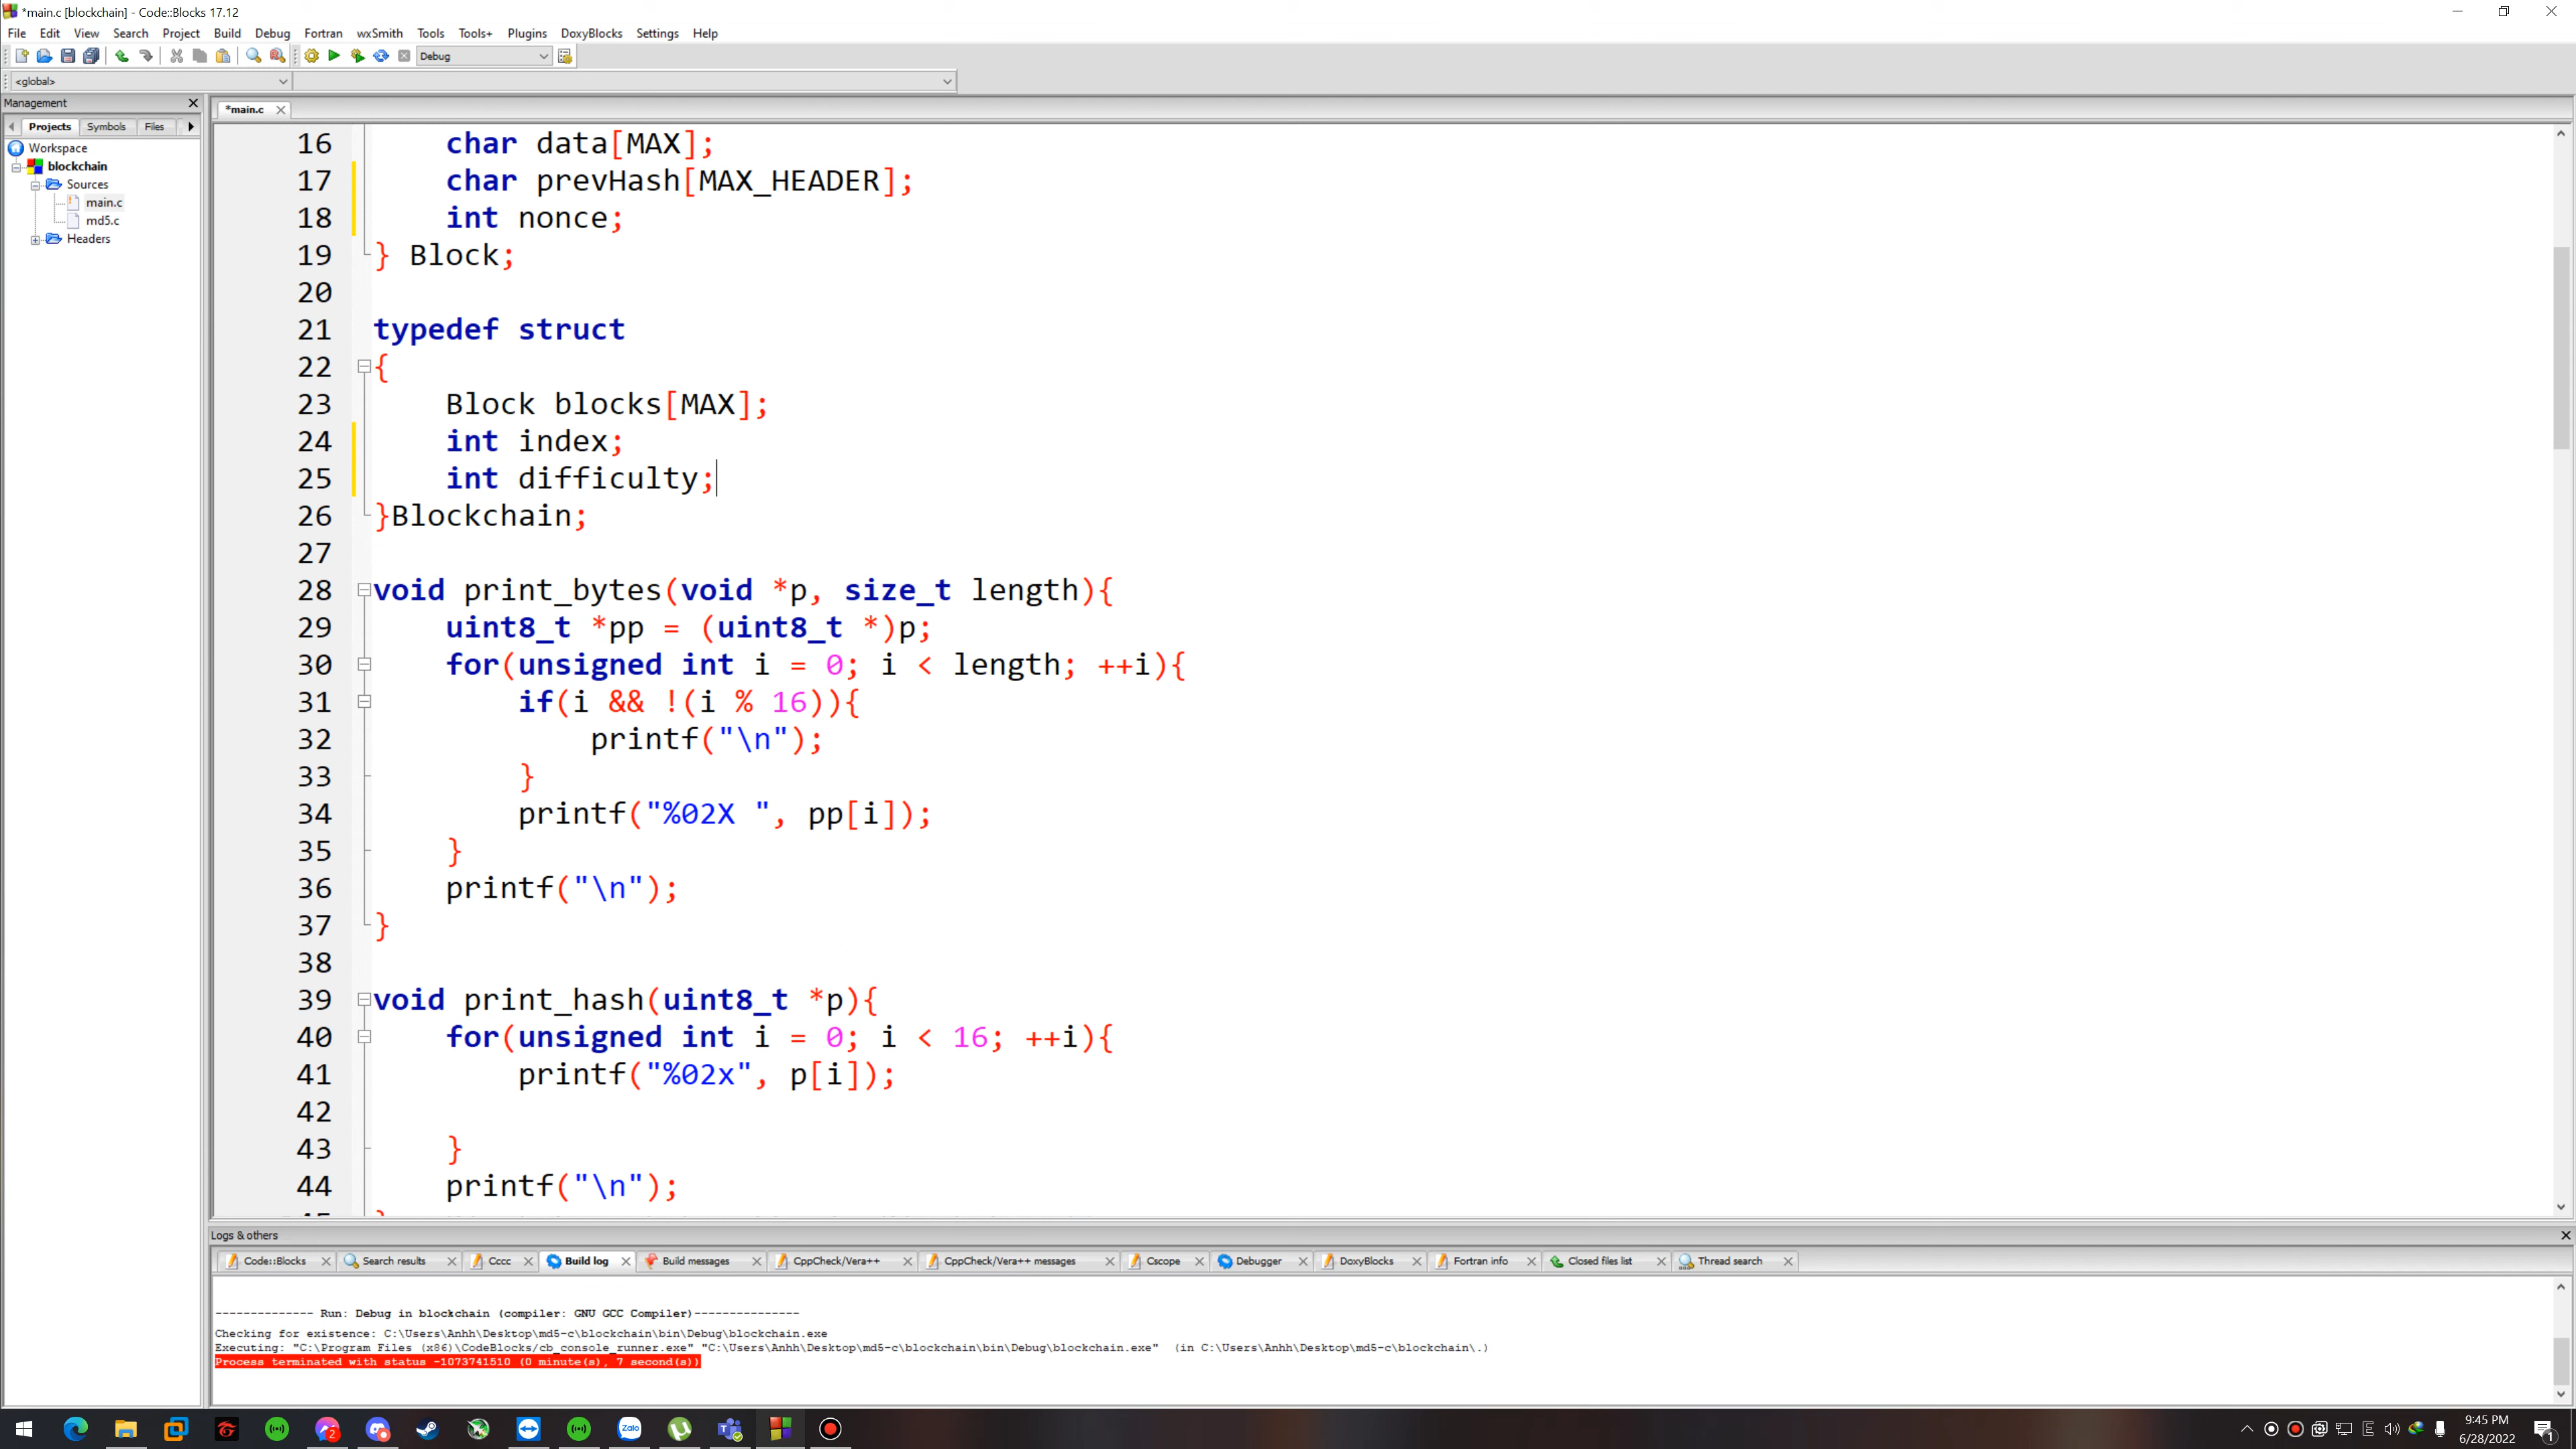 *main.c [blockchain] - Code::Blocks 17.12
File Edit View Search Project Build Debug Fortran wxSmith Tools Tools+ Plugins DoxyBlocks Settings Help
Debug
<global>
Management
*main.c
Projects Symbols Files
Workspace
blockchain
Sources
main.c
md5.c
Headers
16 char data[MAX];
17 char prevHash[MAX_HEADER];
18 int nonce;
19 } Block;
20
21 typedef struct
22 {
23 Block blocks[MAX];
24 int index;
25 int difficulty;
26 }Blockchain;
27
28 void print_bytes(void *p, size_t length){
29 uint8_t *pp = (uint8_t *)p;
30 for(unsigned int i = 0; i < length; ++i){
31 if(i && !(i % 16)){
32 printf("\n");
33 }
34 printf("%02X ", pp[i]);
35 }
36 printf("\n");
37 }
38
39 void print_hash(uint8_t *p){
40 for(unsigned int i = 0; i < 16; ++i){
41 printf("%02x", p[i]);
42
43 }
44 printf("\n");
Logs & others
Code::Blocks Search results Cccc Build log Build messages CppCheck/Vera++ CppCheck/Vera++ messages Cscope Debugger DoxyBlocks Fortran info Closed files list Thread search
-------------- Run: Debug in blockchain (compiler: GNU GCC Compiler)---------------
Checking for existence: C:\Users\Anhh\Desktop\md5-c\blockchain\bin\Debug\blockchain.exe
Executing: "C:\Program Files (x86)\CodeBlocks/cb_console_runner.exe" "C:\Users\Anhh\Desktop\md5-c\blockchain\bin\Debug\blockchain.exe"  (in C:\Users\Anhh\Desktop\md5-c\blockchain\.)
Process terminated with status -1073741510 (0 minute(s), 7 second(s))
2
Zalo
E
9:45 PM
6/28/2022
1